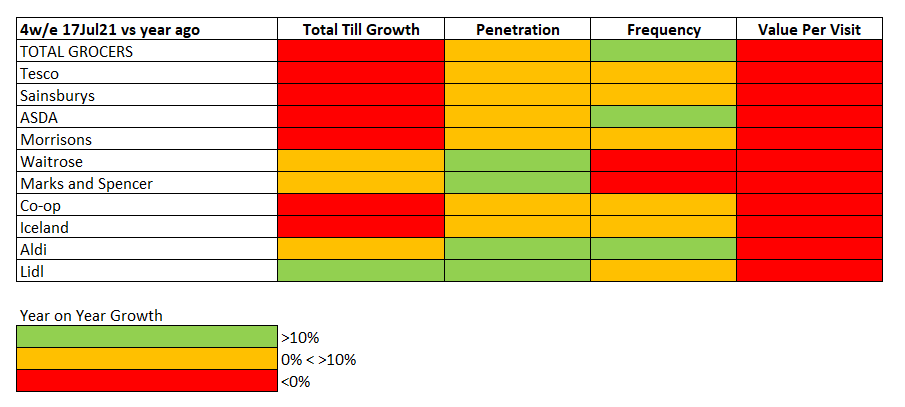 4w/e 17Jul21 vs year ago Total Till Growth Penetration Frequency Value Per Visit
TOTAL GROCERS
Tesco
Sainsburys
ASDA
Morrisons
Waitrose
Marks and Spencer
Co-op
Iceland
Aldi
Lidl
Year on Year Growth
>10%
0% < >10%
<0%